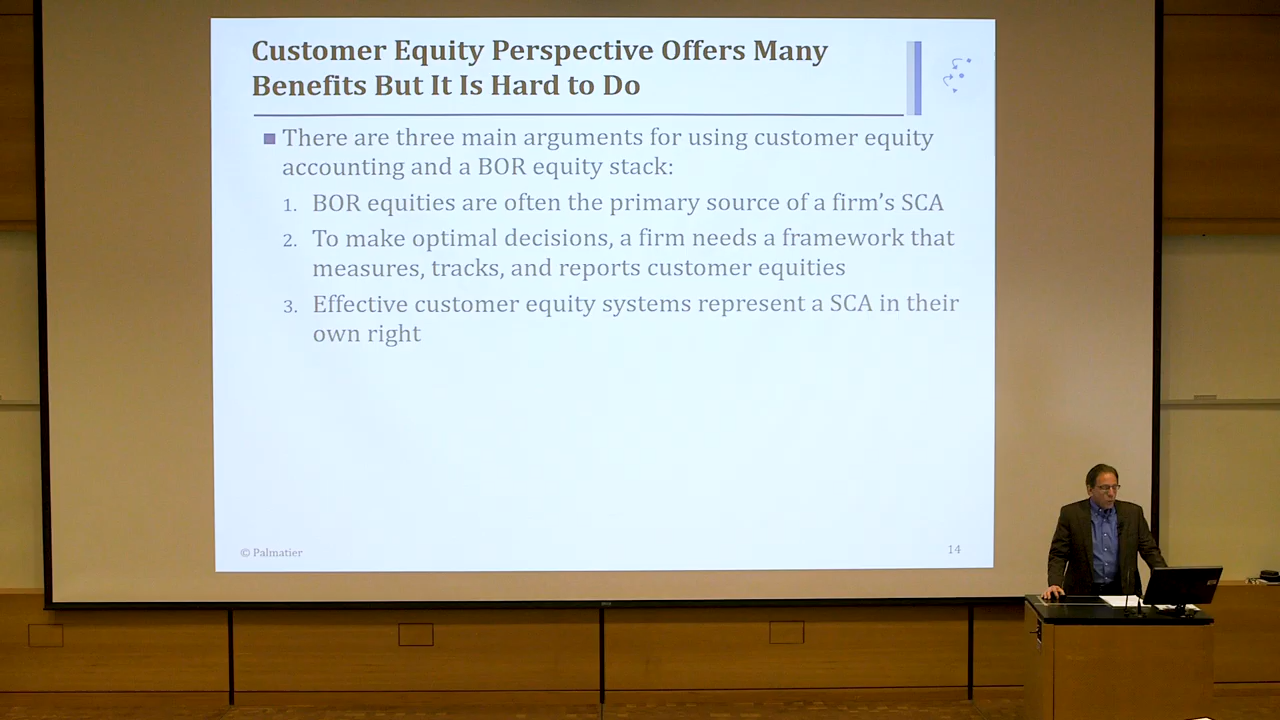 Customer Equity Perspective Offers Many
Benefits But It Is Hard to Do
There are three main arguments for using customer equity
accounting and a BOR equity stack:
1. BOR equities are often the primary source of a firm's SCA
2. To make optimal decisions, a firm needs a framework that
measures, tracks, and reports customer equities
3. Effective customer equity systems represent a SCA in their
own right
© Palmatier
14